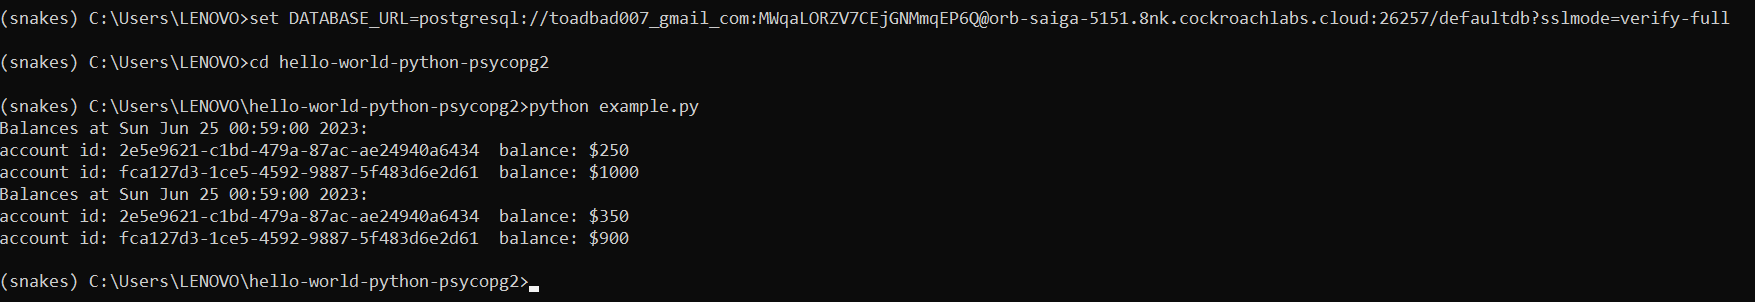 (snakes) C:\Users\LENOVO>set DATABASE_URL=postgresql://toadbad007_gmail_com:MWqaLORZV7CEjGNMmqEP6Q@orb-saiga-5151.8nk.cockroachlabs.cloud:26257/defaultdb?sslmode=verify-full
(snakes) C:\Users\LENOVO>cd hello-world-python-psycopg2
(snakes) C:\Users\LENOVO\hello-world-python-psycopg2>python example.py
Balances at Sun Jun 25 00:59:00 2023:
account id: 2e5e9621-c1bd-479a-87ac-ae24940a6434  balance: $250
account id: fca127d3-1ce5-4592-9887-5f483d6e2d61  balance: $1000
Balances at Sun Jun 25 00:59:00 2023:
account id: 2e5e9621-c1bd-479a-87ac-ae24940a6434  balance: $350
account id: fca127d3-1ce5-4592-9887-5f483d6e2d61  balance: $900
(snakes) C:\Users\LENOVO\hello-world-python-psycopg2>